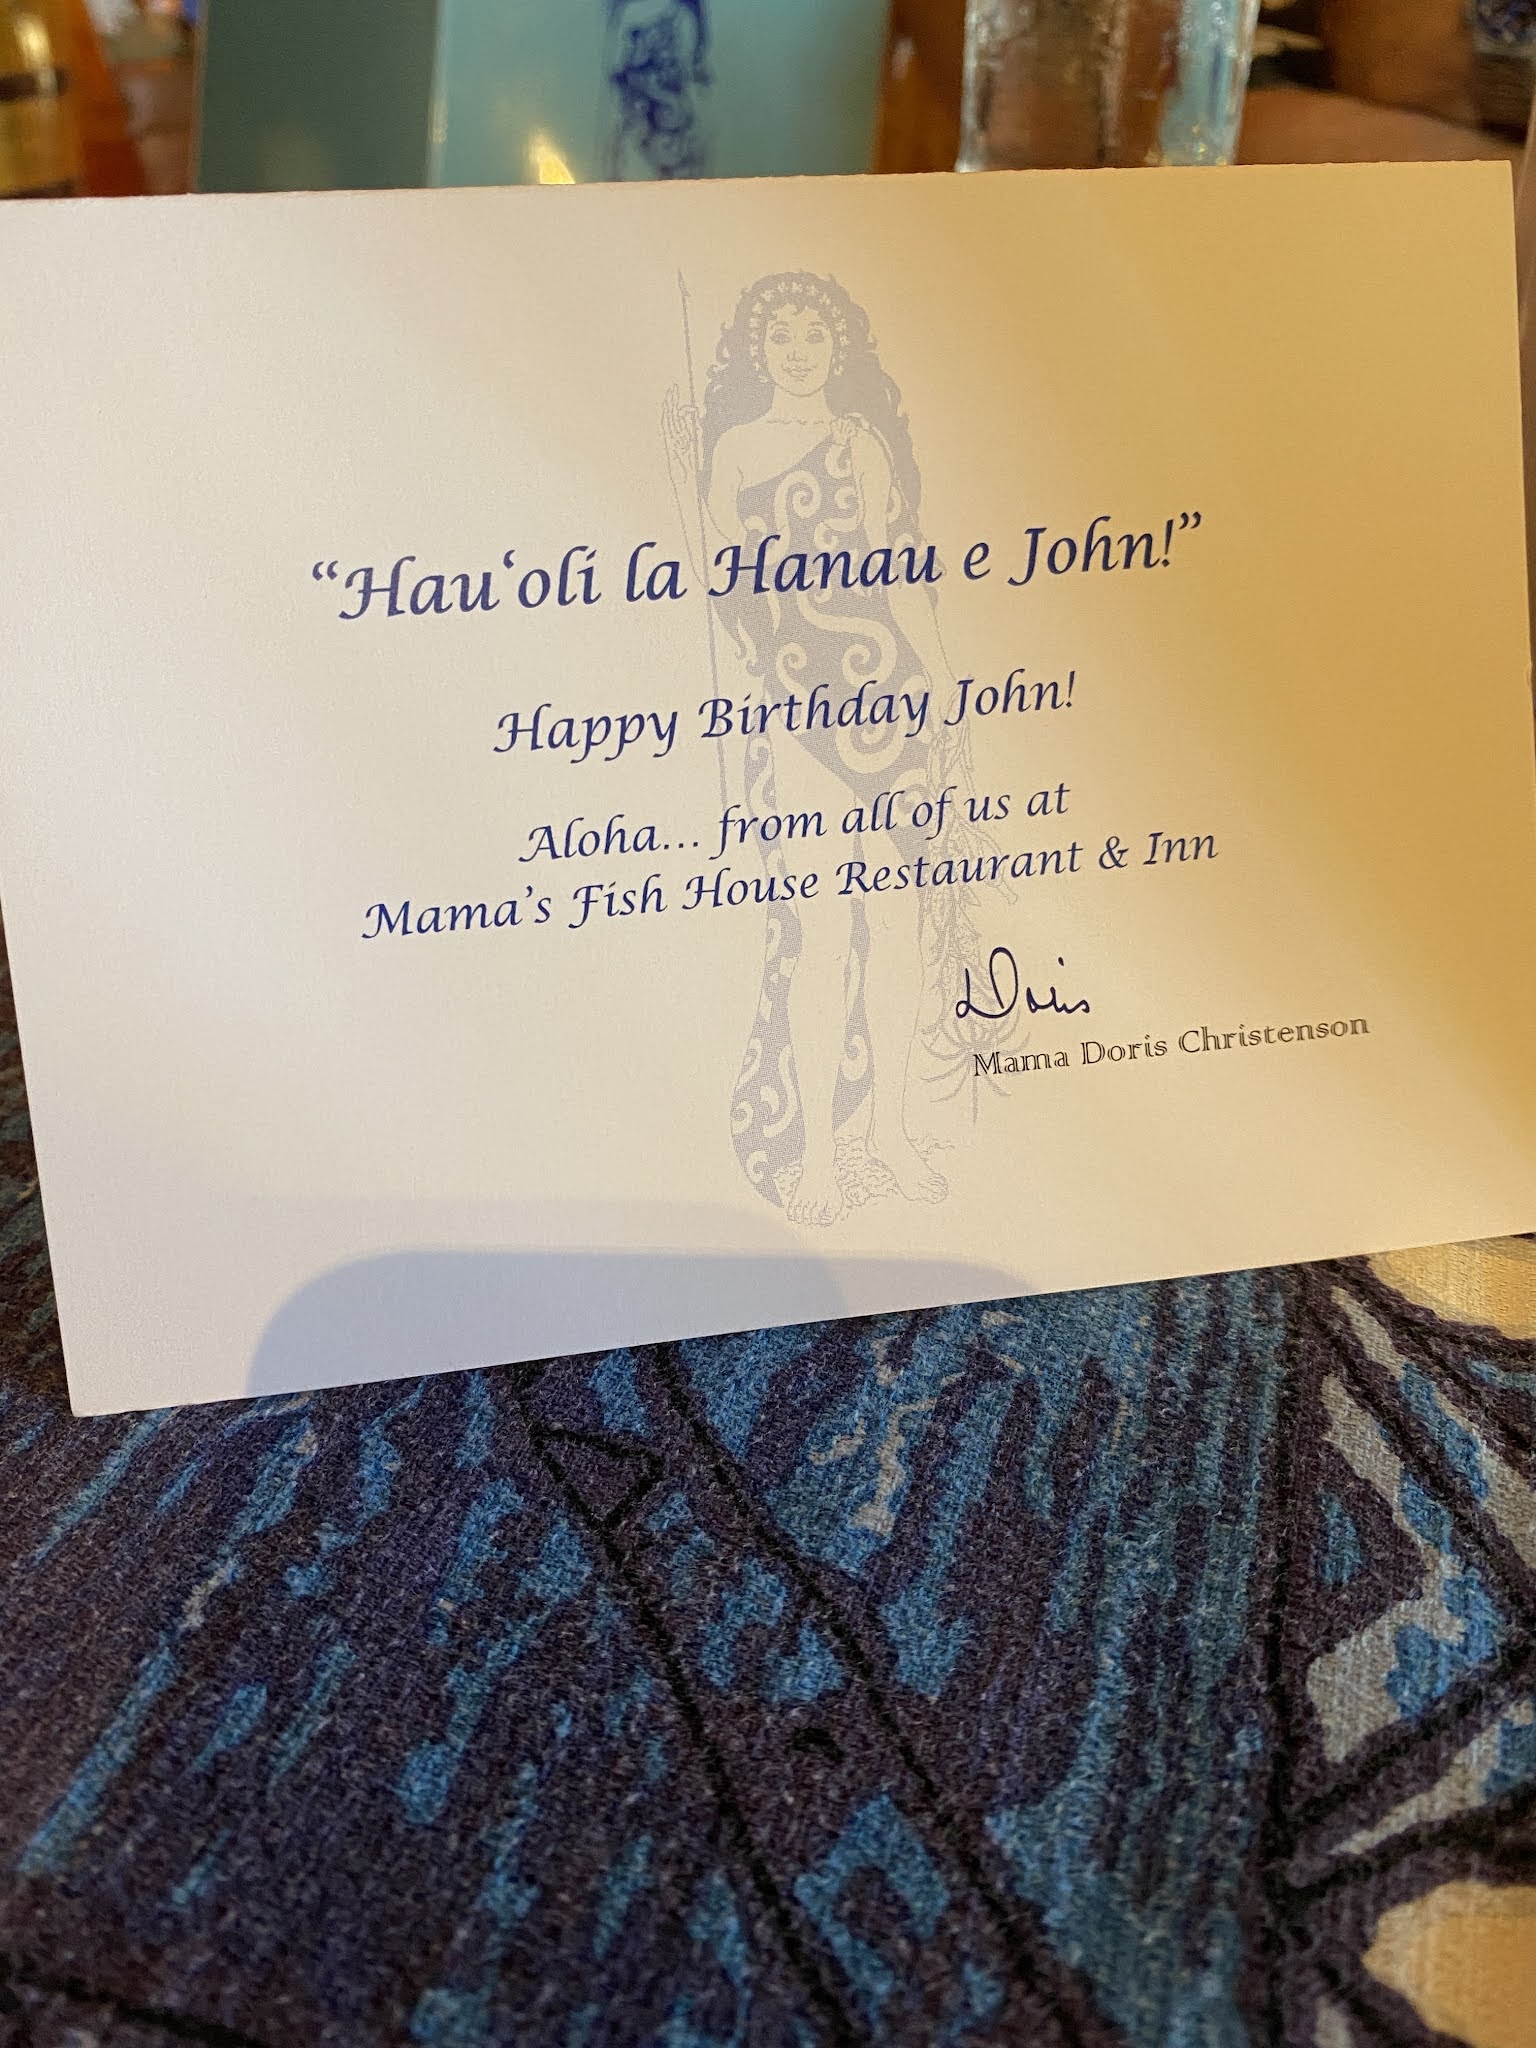 “Hau‘oli la Hanau e John!”
Happy Birthday John!
Aloha... from all of us at
Mama’s Fish House Restaurant & Inn
Doris
Mama Doris Christenson